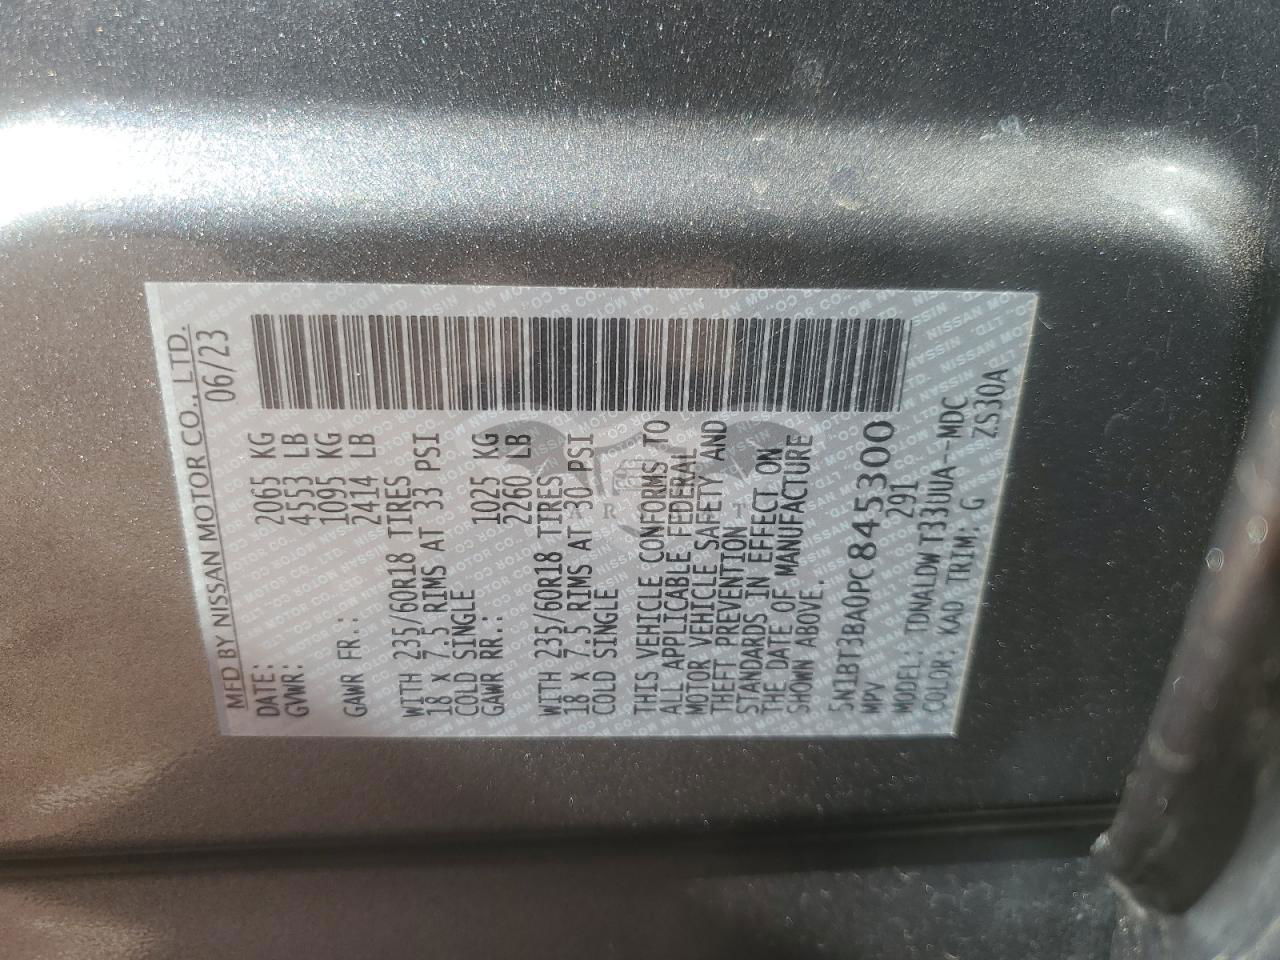 MFD BY NISSAN MOTOR CO., LTD.
DATE: 06/23
GVWR: 2065 KG
4553 LB
GAWR FR.: 1095 KG
2414 LB
WITH 235/60R18 TIRES
18 x 7.5 RIMS AT 33 PSI
COLD SINGLE
GAWR RR.: 1025 KG
2260 LB
WITH 235/60R18 TIRES
18 x 7.5 RIMS AT 30 PSI
COLD SINGLE
THIS VEHICLE CONFORMS TO
ALL APPLICABLE FEDERAL
MOTOR VEHICLE SAFETY AND
THEFT PREVENTION
STANDARDS IN EFFECT ON
THE DATE OF MANUFACTURE
SHOWN ABOVE.
5N1BT3BA0PC845300
MPV 291
MODEL: TDNALDW T33UUA--MDC
COLOR: KAD TRIM; G ZS30A